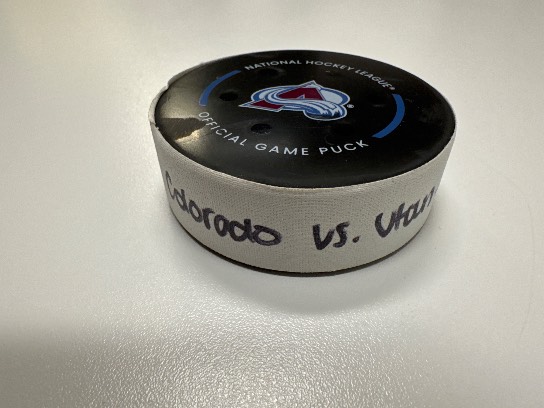 NATIONAL HOCKEY LEAGUE®
®
OFFICIAL GAME PUCK
Colorado vs. Utah